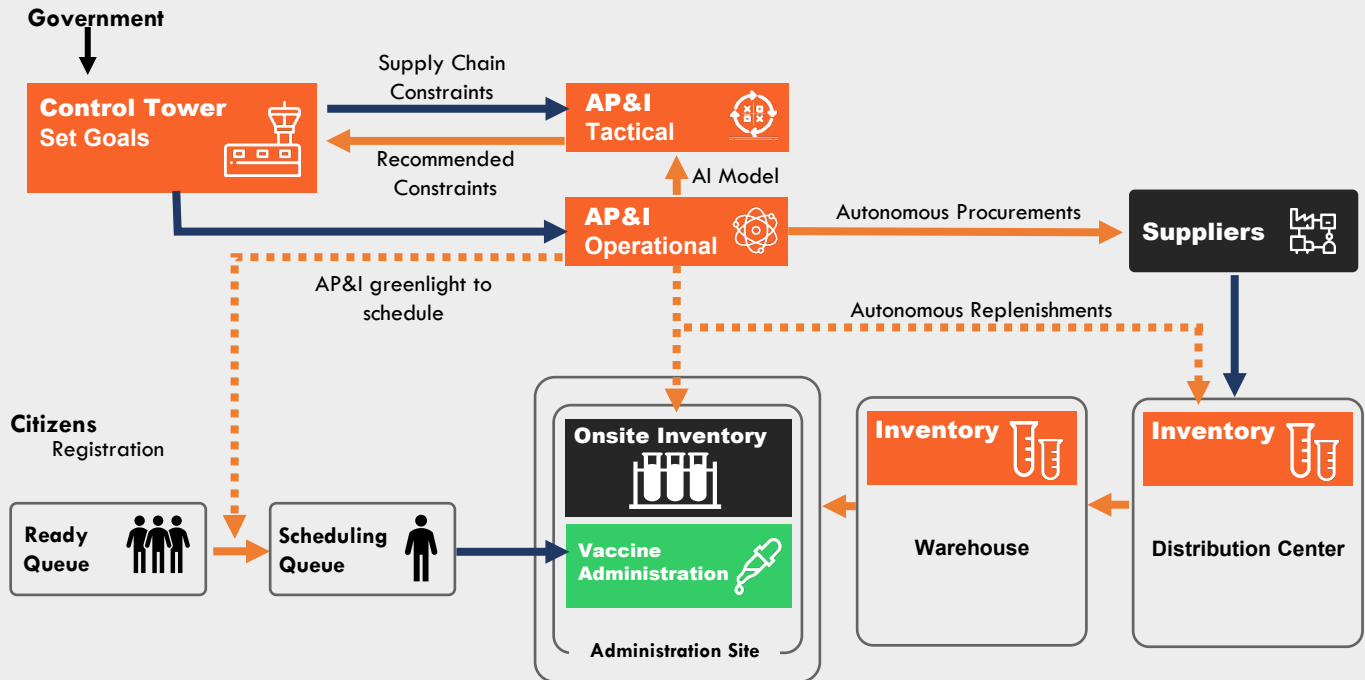 Government
Control Tower
Set Goals
Supply Chain
Constraints
AP&I
Tactical
Recommended
Constraints
AI Model
AP&I
Operational
Autonomous Procurements
Suppliers
AP&I greenlight to
schedule
Autonomous Replenishments
Citizens
Registration
Onsite Inventory
Inventory
Inventory
Ready
Queue
Scheduling
Queue
Vaccine
Administration
Warehouse
Distribution Center
Administration Site